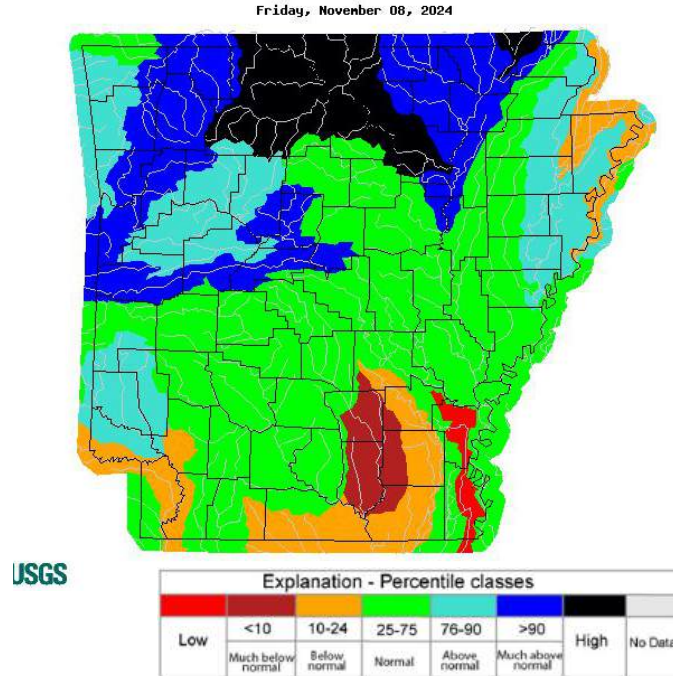 Friday, November 08, 2024
USGS
Explanation - Percentile classes
Low <10 10-24 25-75 76-90 >90 High No Data
Much below normal Below normal Normal Above normal Much above normal